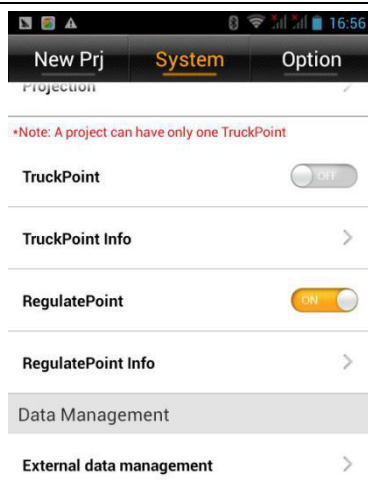 16:56
New Prj System Option
Projection
*Note: A project can have only one TruckPoint
TruckPoint OFF
TruckPoint Info
RegulatePoint ON
RegulatePoint Info
Data Management
External data management